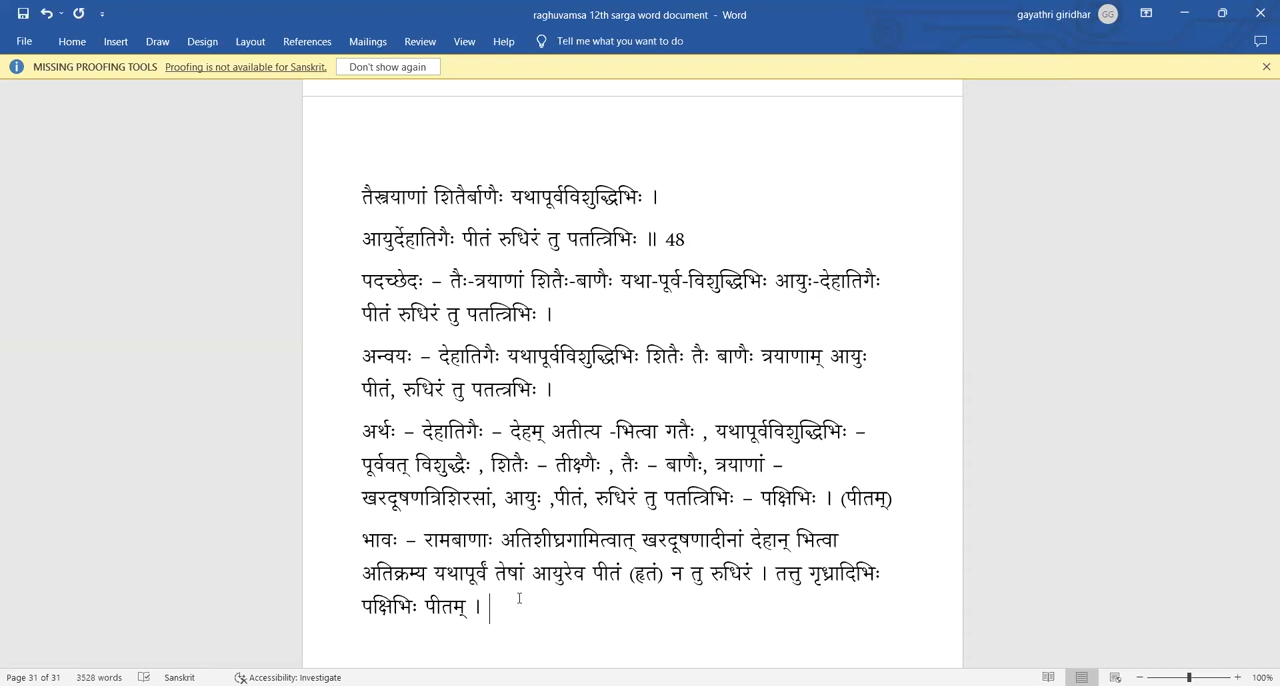 raghuvamsa 12th sarga word document - Word
gayathri giridhar GG
File Home Insert Draw Design Layout References Mailings Review View Help Tell me what you want to do
MISSING PROOFING TOOLS Proofing is not available for Sanskrit. Don't show again
तैस्त्रयाणां शितैर्बाणैः यथापूर्वविशुद्धिभिः ।
आयुर्देहातिगैः पीतं रुधिरं तु पतत्त्रिभिः ॥ 48
पदच्छेदः – तैः-त्रयाणां शितैः-बाणैः यथा-पूर्व-विशुद्धिभिः आयुः-देहातिगैः
पीतं रुधिरं तु पतत्त्रिभिः ।
अन्वयः – देहातिगैः यथापूर्वविशुद्धिभिः शितैः तैः बाणैः त्रयाणाम् आयुः
पीतं, रुधिरं तु पतत्त्रभिः ।
अर्थः – देहातिगैः – देहम् अतीत्य -भित्वा गतैः , यथापूर्वविशुद्धिभिः –
पूर्ववत् विशुद्धैः , शितैः – तीक्ष्णैः , तैः – बाणैः, त्रयाणां –
खरदूषणत्रिशिरसां, आयुः ,पीतं, रुधिरं तु पतत्त्रिभिः – पक्षिभिः । (पीतम्)
भावः – रामबाणाः अतिशीघ्रगामित्वात् खरदूषणादीनां देहान् भित्वा
अतिक्रम्य यथापूर्वं तेषां आयुरेव पीतं (हृतं) न तु रुधिरं । तत्तु गृध्रादिभिः
पक्षिभिः पीतम् ।
Page 31 of 31 3528 words Sanskrit Accessibility: Investigate 100%